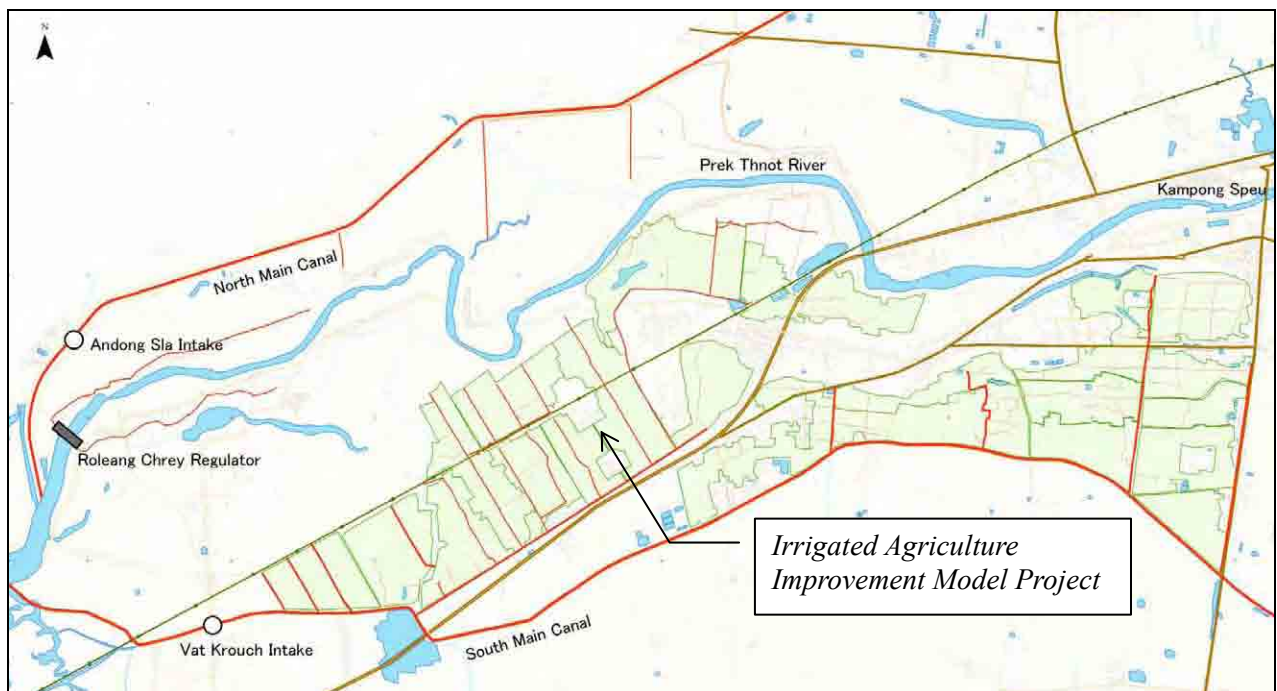 N
Prek Thnot River
Kampong Speu
North Main Canal
Andong Sla Intake
Roleang Chrey Regulator
Irrigated Agriculture
Improvement Model Project
South Main Canal
Vat Krouch Intake